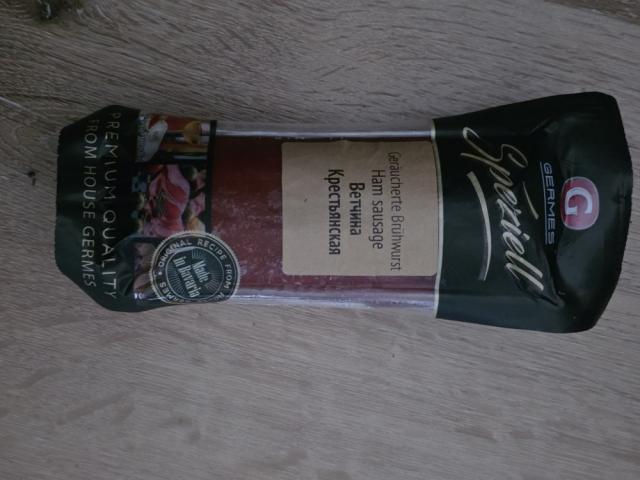 G
GERMES
Speziell
Geräucherte Brühwurst
Ham sausage
Ветчина
Крестьянская
ORIGINAL RECIPE FROM
Made
in Bavaria
PREMIUM QUALITY
FROM HOUSE GERMES